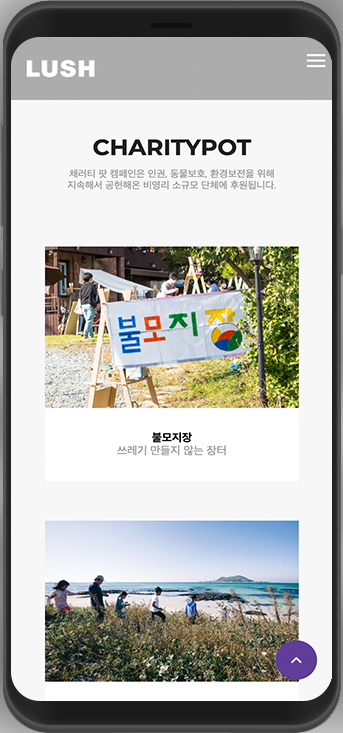 LUSH
CHARITYPOT
채러티 팟 캠페인은 인권, 동물보호, 환경보전을 위해
지속해서 공헌해온 비영리 소규모 단체에 후원됩니다.
불모지장
불모지장
쓰레기 만들지 않는 장터